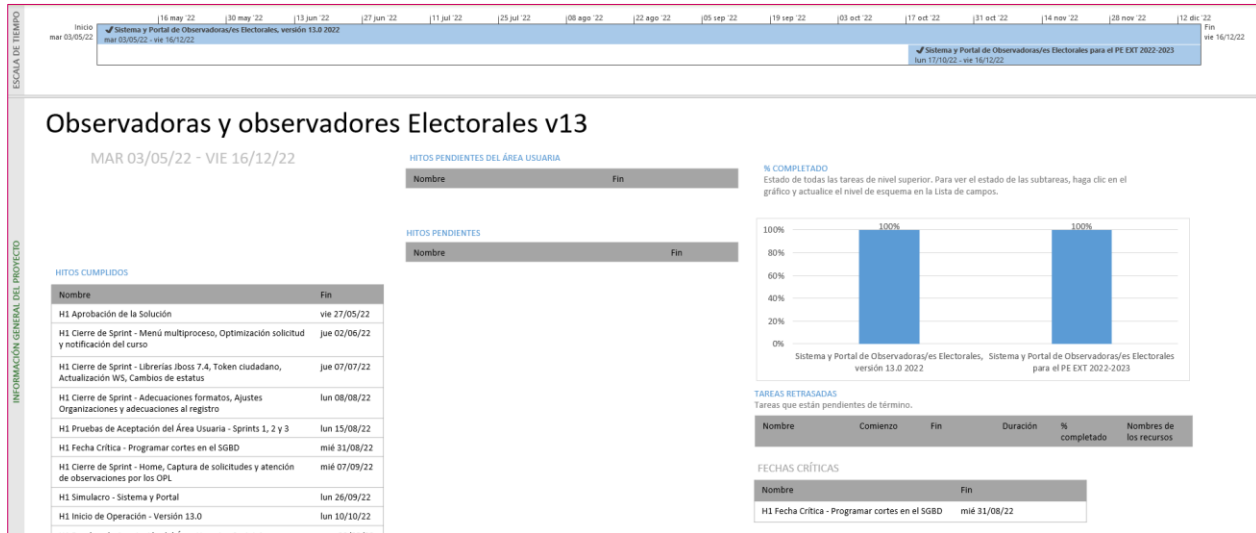 ESCALA DE TIEMPO
16 may '22 30 may '22 13 jun '22 27 jun '22 11 jul '22 25 jul '22 08 ago '22 22 ago '22 05 sep '22 19 sep '22 03 oct '22 17 oct '22 31 oct '22 14 nov '22 28 nov '22 12 dic '22
Inicio
mar 03/05/22
Sistema y Portal de Observadoras/es Electorales, versión 13.0 2022
mar 03/05/22 - vie 16/12/22
Fin
vie 16/12/22
Sistema y Portal de Observadoras/es Electorales para el PE EXT 2022-2023
lun 17/10/22 - vie 16/12/22
INFORMACIÓN GENERAL DEL PROYECTO
Observadoras y observadores Electorales v13
MAR 03/05/22 - VIE 16/12/22
HITOS CUMPLIDOS
Nombre Fin
H1 Aprobación de la Solución vie 27/05/22
H1 Cierre de Sprint - Menú multiproceso, Optimización solicitud jue 02/06/22
y notificación del curso
H1 Cierre de Sprint - Librerías Jboss 7.4, Token ciudadano, jue 07/07/22
Actualización WS, Cambios de estatus
H1 Cierre de Sprint - Adecuaciones formatos, Ajustes lun 08/08/22
Organizaciones y adecuaciones al registro
H1 Pruebas de Aceptación del Área Usuaria - Sprints 1, 2 y 3 lun 15/08/22
H1 Fecha Crítica - Programar cortes en el SGBD mié 31/08/22
H1 Cierre de Sprint - Home, Captura de solicitudes y atención mié 07/09/22
de observaciones por los OPL
H1 Simulacro - Sistema y Portal lun 26/09/22
H1 Inicio de Operación - Versión 13.0 lun 10/10/22
HITOS PENDIENTES DEL ÁREA USUARIA
Nombre Fin
HITOS PENDIENTES
Nombre Fin
% COMPLETADO
Estado de todas las tareas de nivel superior. Para ver el estado de las subtareas, haga clic en el
gráfico y actualice el nivel de esquema en la Lista de campos.
100% 100%
100%
80%
60%
40%
20%
0%
Sistema y Portal de Observadoras/es Electorales,
versión 13.0 2022
Sistema y Portal de Observadoras/es Electorales
para el PE EXT 2022-2023
TAREAS RETRASADAS
Tareas que están pendientes de término.
Nombre Comienzo Fin Duración % Nombres de
completado los recursos
FECHAS CRÍTICAS
Nombre Fin
H1 Fecha Crítica - Programar cortes en el SGBD mié 31/08/22